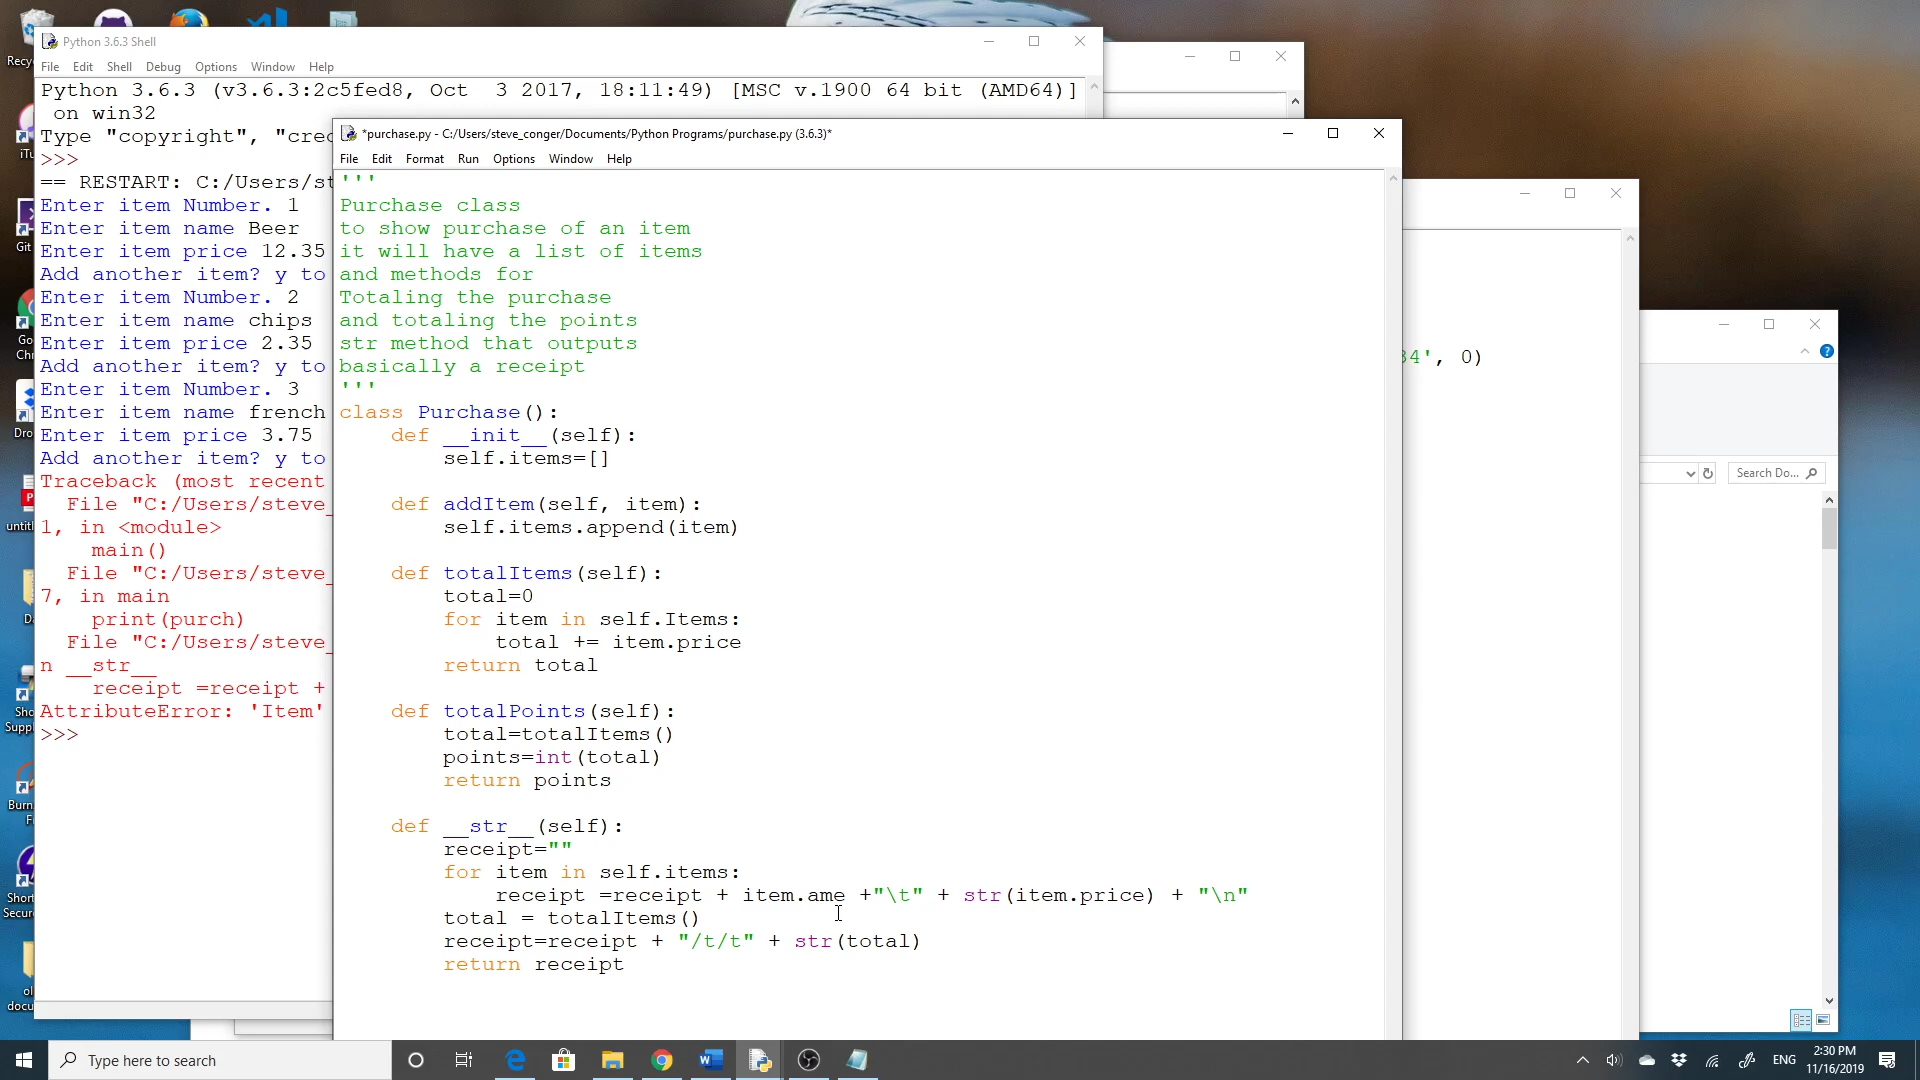 Python 3.6.3 Shell
File Edit Shell Debug Options Window Help
Python 3.6.3 (v3.6.3:2c5fed8, Oct  3 2017, 18:11:49) [MSC v.1900 64 bit (AMD64)]
on win32
Type "copyright", "cred
>>>
== RESTART: C:/Users/st
Enter item Number. 1
Enter item name Beer
Enter item price 12.35
Add another item? y to
Enter item Number. 2
Enter item name chips
Enter item price 2.35
Add another item? y to
Enter item Number. 3
Enter item name french
Enter item price 3.75
Add another item? y to
Traceback (most recent
File "C:/Users/steve_
1, in <module>
main()
File "C:/Users/steve_
7, in main
print(purch)
File "C:/Users/steve_
n __str__
receipt =receipt +
AttributeError: 'Item'
>>>
*purchase.py - C:/Users/steve_conger/Documents/Python Programs/purchase.py (3.6.3)*
File Edit Format Run Options Window Help
'''
Purchase class
to show purchase of an item
it will have a list of items
and methods for
Totaling the purchase
and totaling the points
str method that outputs
basically a receipt
'''
class Purchase():
def __init__(self):
self.items=[]
def addItem(self, item):
self.items.append(item)
def totalItems(self):
total=0
for item in self.Items:
total += item.price
return total
def totalPoints(self):
total=totalItems()
points=int(total)
return points
def __str__(self):
receipt=""
for item in self.items:
receipt =receipt + item.ame +"\t" + str(item.price) + "\n"
total = totalItems()
receipt=receipt + "/t/t" + str(total)
return receipt
34', 0)
Search Do...
Type here to search
ENG
2:30 PM
11/16/2019